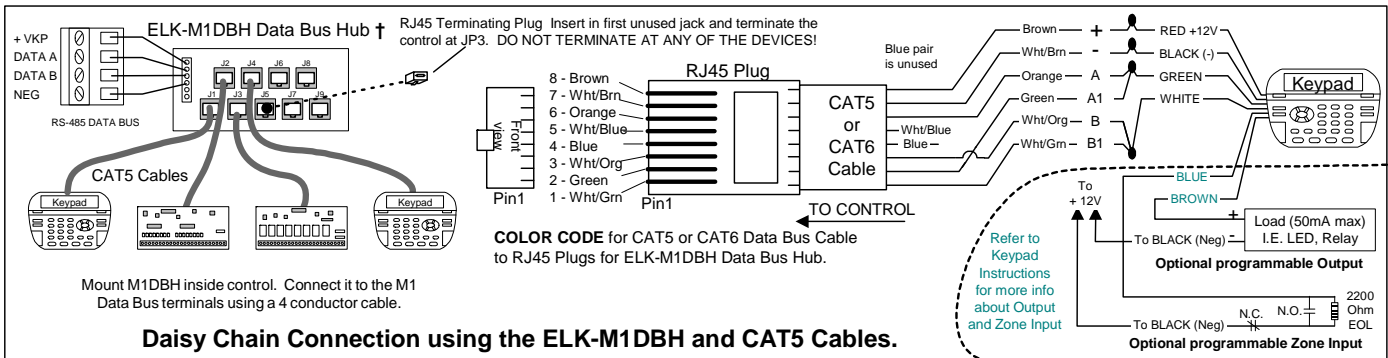 ELK-M1DBH Data Bus Hub †
RJ45 Terminating Plug Insert in first unused jack and terminate the
control at JP3. DO NOT TERMINATE AT ANY OF THE DEVICES!
+ VKP
DATA A
DATA B
NEG
RS-485 DATA BUS
J2
J4
J6
J8
J1
J3
J5
J7
J9
CAT5 Cables
Keypad
Keypad
Mount M1DBH inside control. Connect it to the M1
Data Bus terminals using a 4 conductor cable.
Front
view
Pin1
RJ45 Plug
8 - Brown
7 - Wht/Brn
6 - Orange
5 - Wht/Blue
4 - Blue
3 - Wht/Org
2 - Green
1 - Wht/Grn
Pin1
CAT5
or
CAT6
Cable
TO CONTROL
COLOR CODE for CAT5 or CAT6 Data Bus Cable
to RJ45 Plugs for ELK-M1DBH Data Bus Hub.
Blue pair
is unused
Brown + RED +12V
Wht/Brn - BLACK (-)
Orange A GREEN
Green A1 WHITE
Wht/Org B
Wht/Grn B1
Wht/Blue
Blue
Keypad
BLUE
BROWN
To
+ 12V
+
-
To BLACK (Neg)
Load (50mA max)
I.E. LED, Relay
Optional programmable Output
Refer to
Keypad
Instructions
for more info
about Output
and Zone Input
N.C.
N.O.
2200
Ohm
EOL
To BLACK (Neg)
Optional programmable Zone Input
Daisy Chain Connection using the ELK-M1DBH and CAT5 Cables.